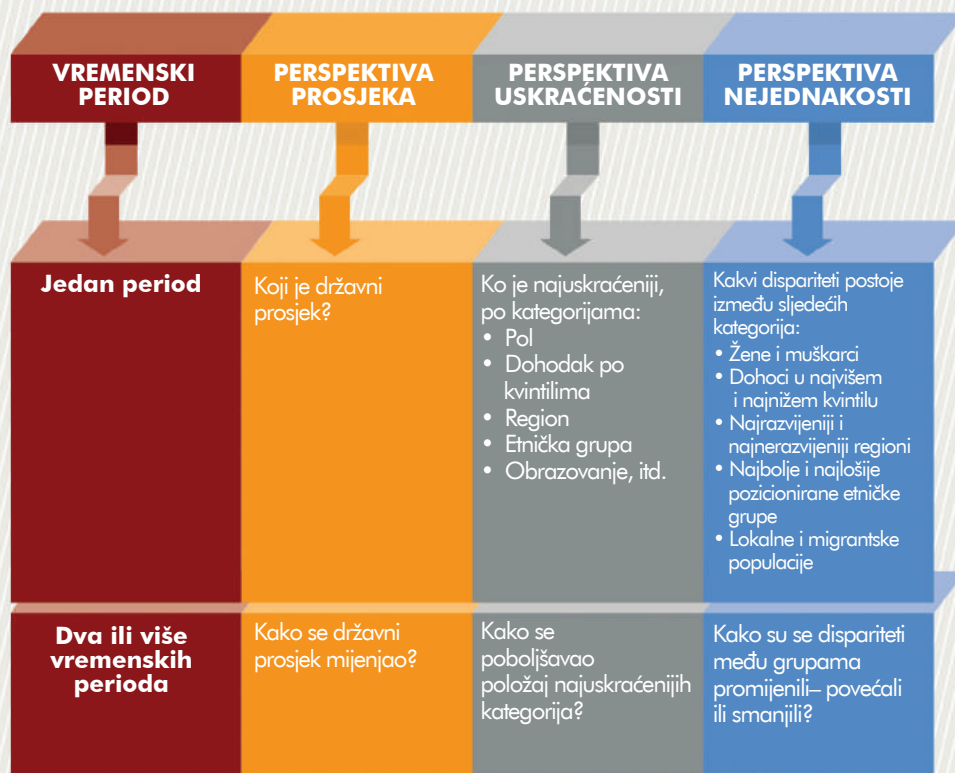 VREMENSKI
PERIOD
PERSPEKTIVA
PROSJEKA
PERSPEKTIVA
USKRAĆENOSTI
PERSPEKTIVA
NEJEDNAKOSTI
Jedan period
Koji je državni
prosjek?
Ko je najuskraćeniji,
po kategorijama:
• Pol
• Dohodak po
kvintilima
• Region
• Etnička grupa
• Obrazovanje, itd.
Kakvi dispariteti postoje
između sljedećih
kategorija:
• Žene i muškarci
• Dohoci u najvišem
i najnižem kvintilu
• Najrazvijeniji i
najnerazvijeniji regioni
• Najbolje i najlošije
pozicionirane etničke
grupe
• Lokalne i migrantske
populacije
Dva ili više
vremenskih
perioda
Kako se državni
prosjek mijenjao?
Kako se
poboljšavao
položaj najuskraćenijih
kategorija?
Kako su se dispariteti
među grupama
promijenili– povećali
ili smanjili?